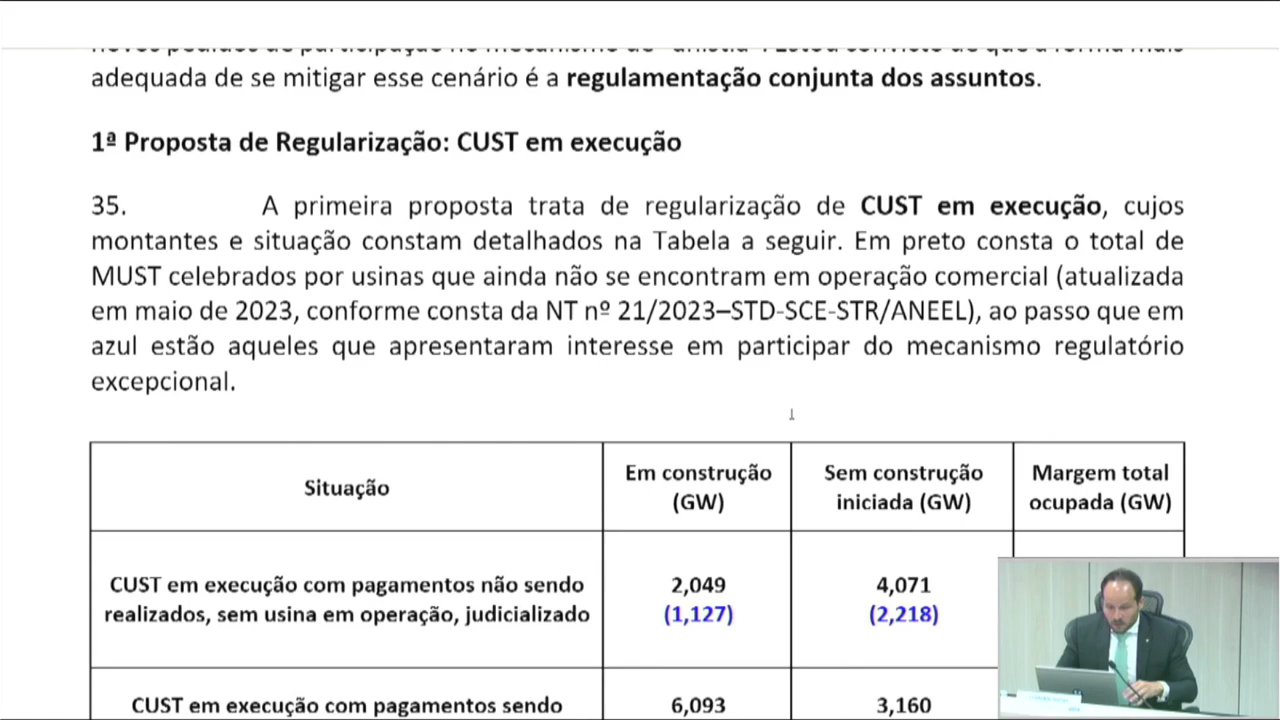 adequada de se mitigar esse cenário é a regulamentação conjunta dos assuntos.
1ª Proposta de Regularização: CUST em execução
35. A primeira proposta trata de regularização de CUST em execução, cujos
montantes e situação constam detalhados na Tabela a seguir. Em preto consta o total de
MUST celebrados por usinas que ainda não se encontram em operação comercial (atualizada
em maio de 2023, conforme consta da NT nº 21/2023–STD-SCE-STR/ANEEL), ao passo que em
azul estão aqueles que apresentaram interesse em participar do mecanismo regulatório
excepcional.
Situação
Em construção
(GW)
Sem construção
iniciada (GW)
Margem total
ocupada (GW)
CUST em execução com pagamentos não sendo
realizados, sem usina em operação, judicializado
2,049
(1,127)
4,071
(2,218)
CUST em execução com pagamentos sendo
6,093
3,160